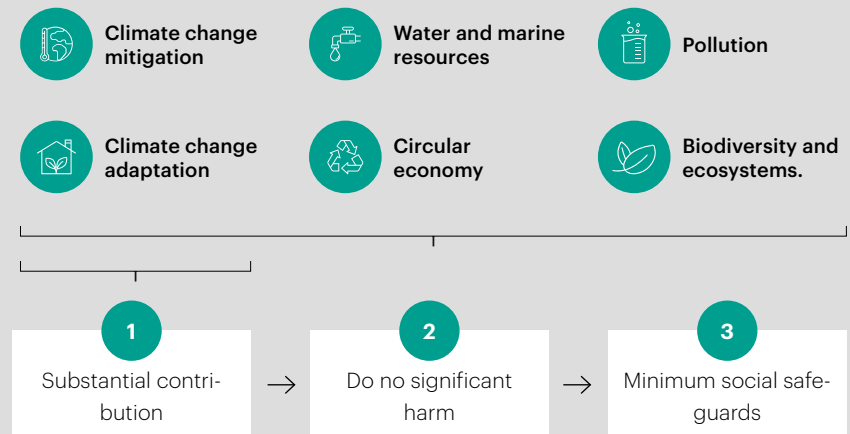 Climate change
mitigation
Water and marine
resources
Pollution
Climate change
adaptation
Circular
economy
Biodiversity and
ecosystems.
1
Substantial contri-
bution
2
Do no significant
harm
3
Minimum social safe-
guards